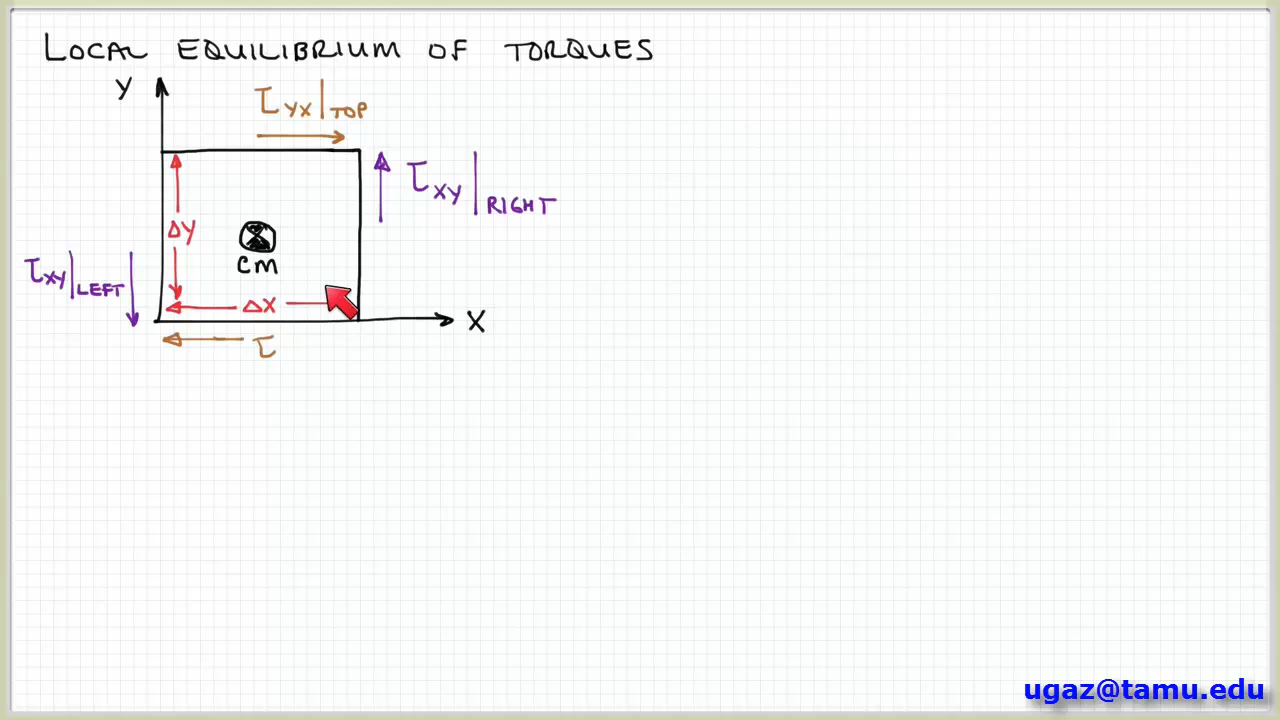 LOCAL EQUILIBRIUM OF TORQUES
Y
τYX|TOP
τXY|RIGHT
ΔY
CM
τXY|LEFT
ΔX
X
τ
ugaz@tamu.edu